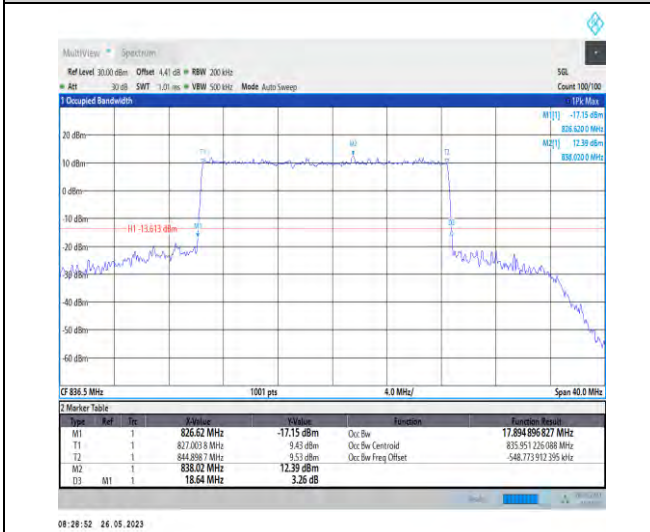 MultiView Spectrum
Ref Level 30.00 dBm Offset 4.41 dB RBW 200 kHz SGL
Att 30 dB SWT 1.01 ms VBW 500 kHz Mode Auto Sweep Count 100/100
1 Occupied Bandwidth 1Pk Max
M1[1] -17.15 dBm
826.620 0 MHz
M2[1] 12.39 dBm
838.020 0 MHz
20 dBm
T1 M2 T2
10 dBm
0 dBm
-10 dBm
H1 -13.613 dBm M1 D3
-20 dBm
-30 dBm
-40 dBm
-50 dBm
-60 dBm
CF 836.5 MHz 1001 pts 4.0 MHz/ Span 40.0 MHz
2 Marker Table
Type Ref Trc X-Value Y-Value Function Function Result
M1 1 826.62 MHz -17.15 dBm Occ Bw 17.894 896 827 MHz
T1 1 827.003 8 MHz 9.43 dBm Occ Bw Centroid 835.951 226 088 MHz
T2 1 844.898 7 MHz 9.53 dBm Occ Bw Freq Offset -548.773 912 395 kHz
M2 1 838.02 MHz 12.39 dBm
D3 M1 1 18.64 MHz 3.26 dB
08:28:52 26.05.2023